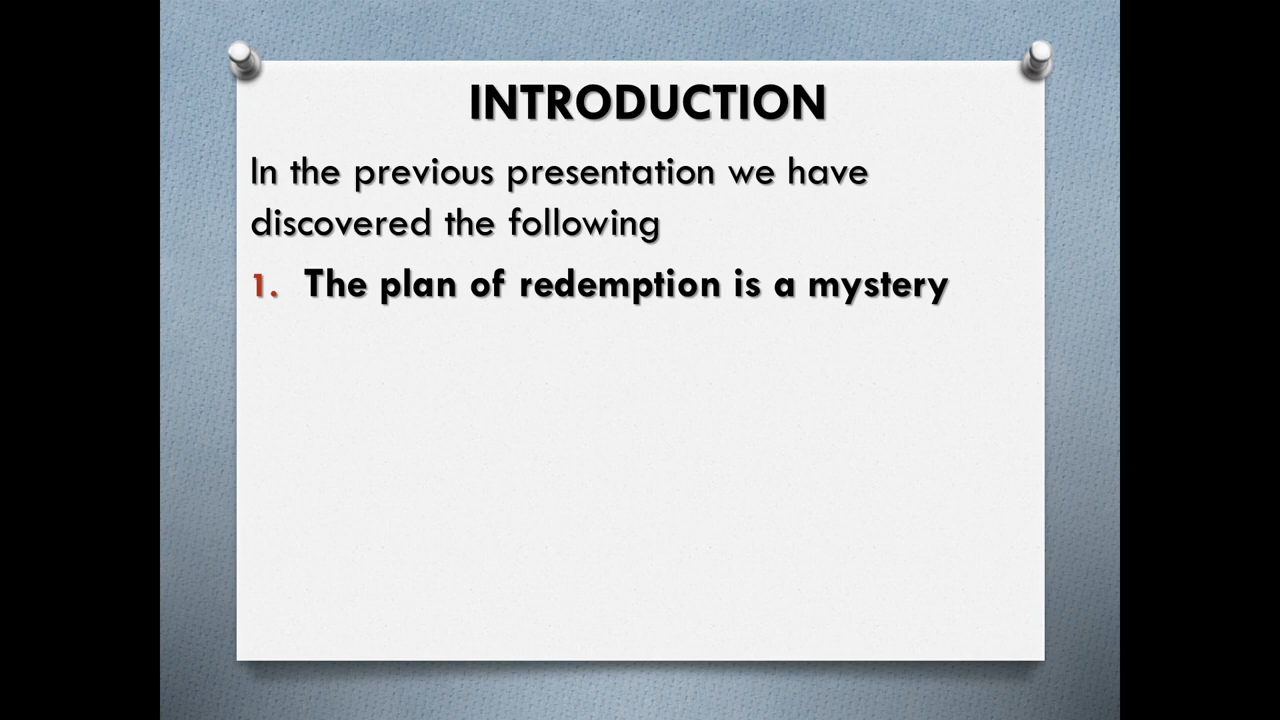 INTRODUCTION
In the previous presentation we have
discovered the following
1. The plan of redemption is a mystery